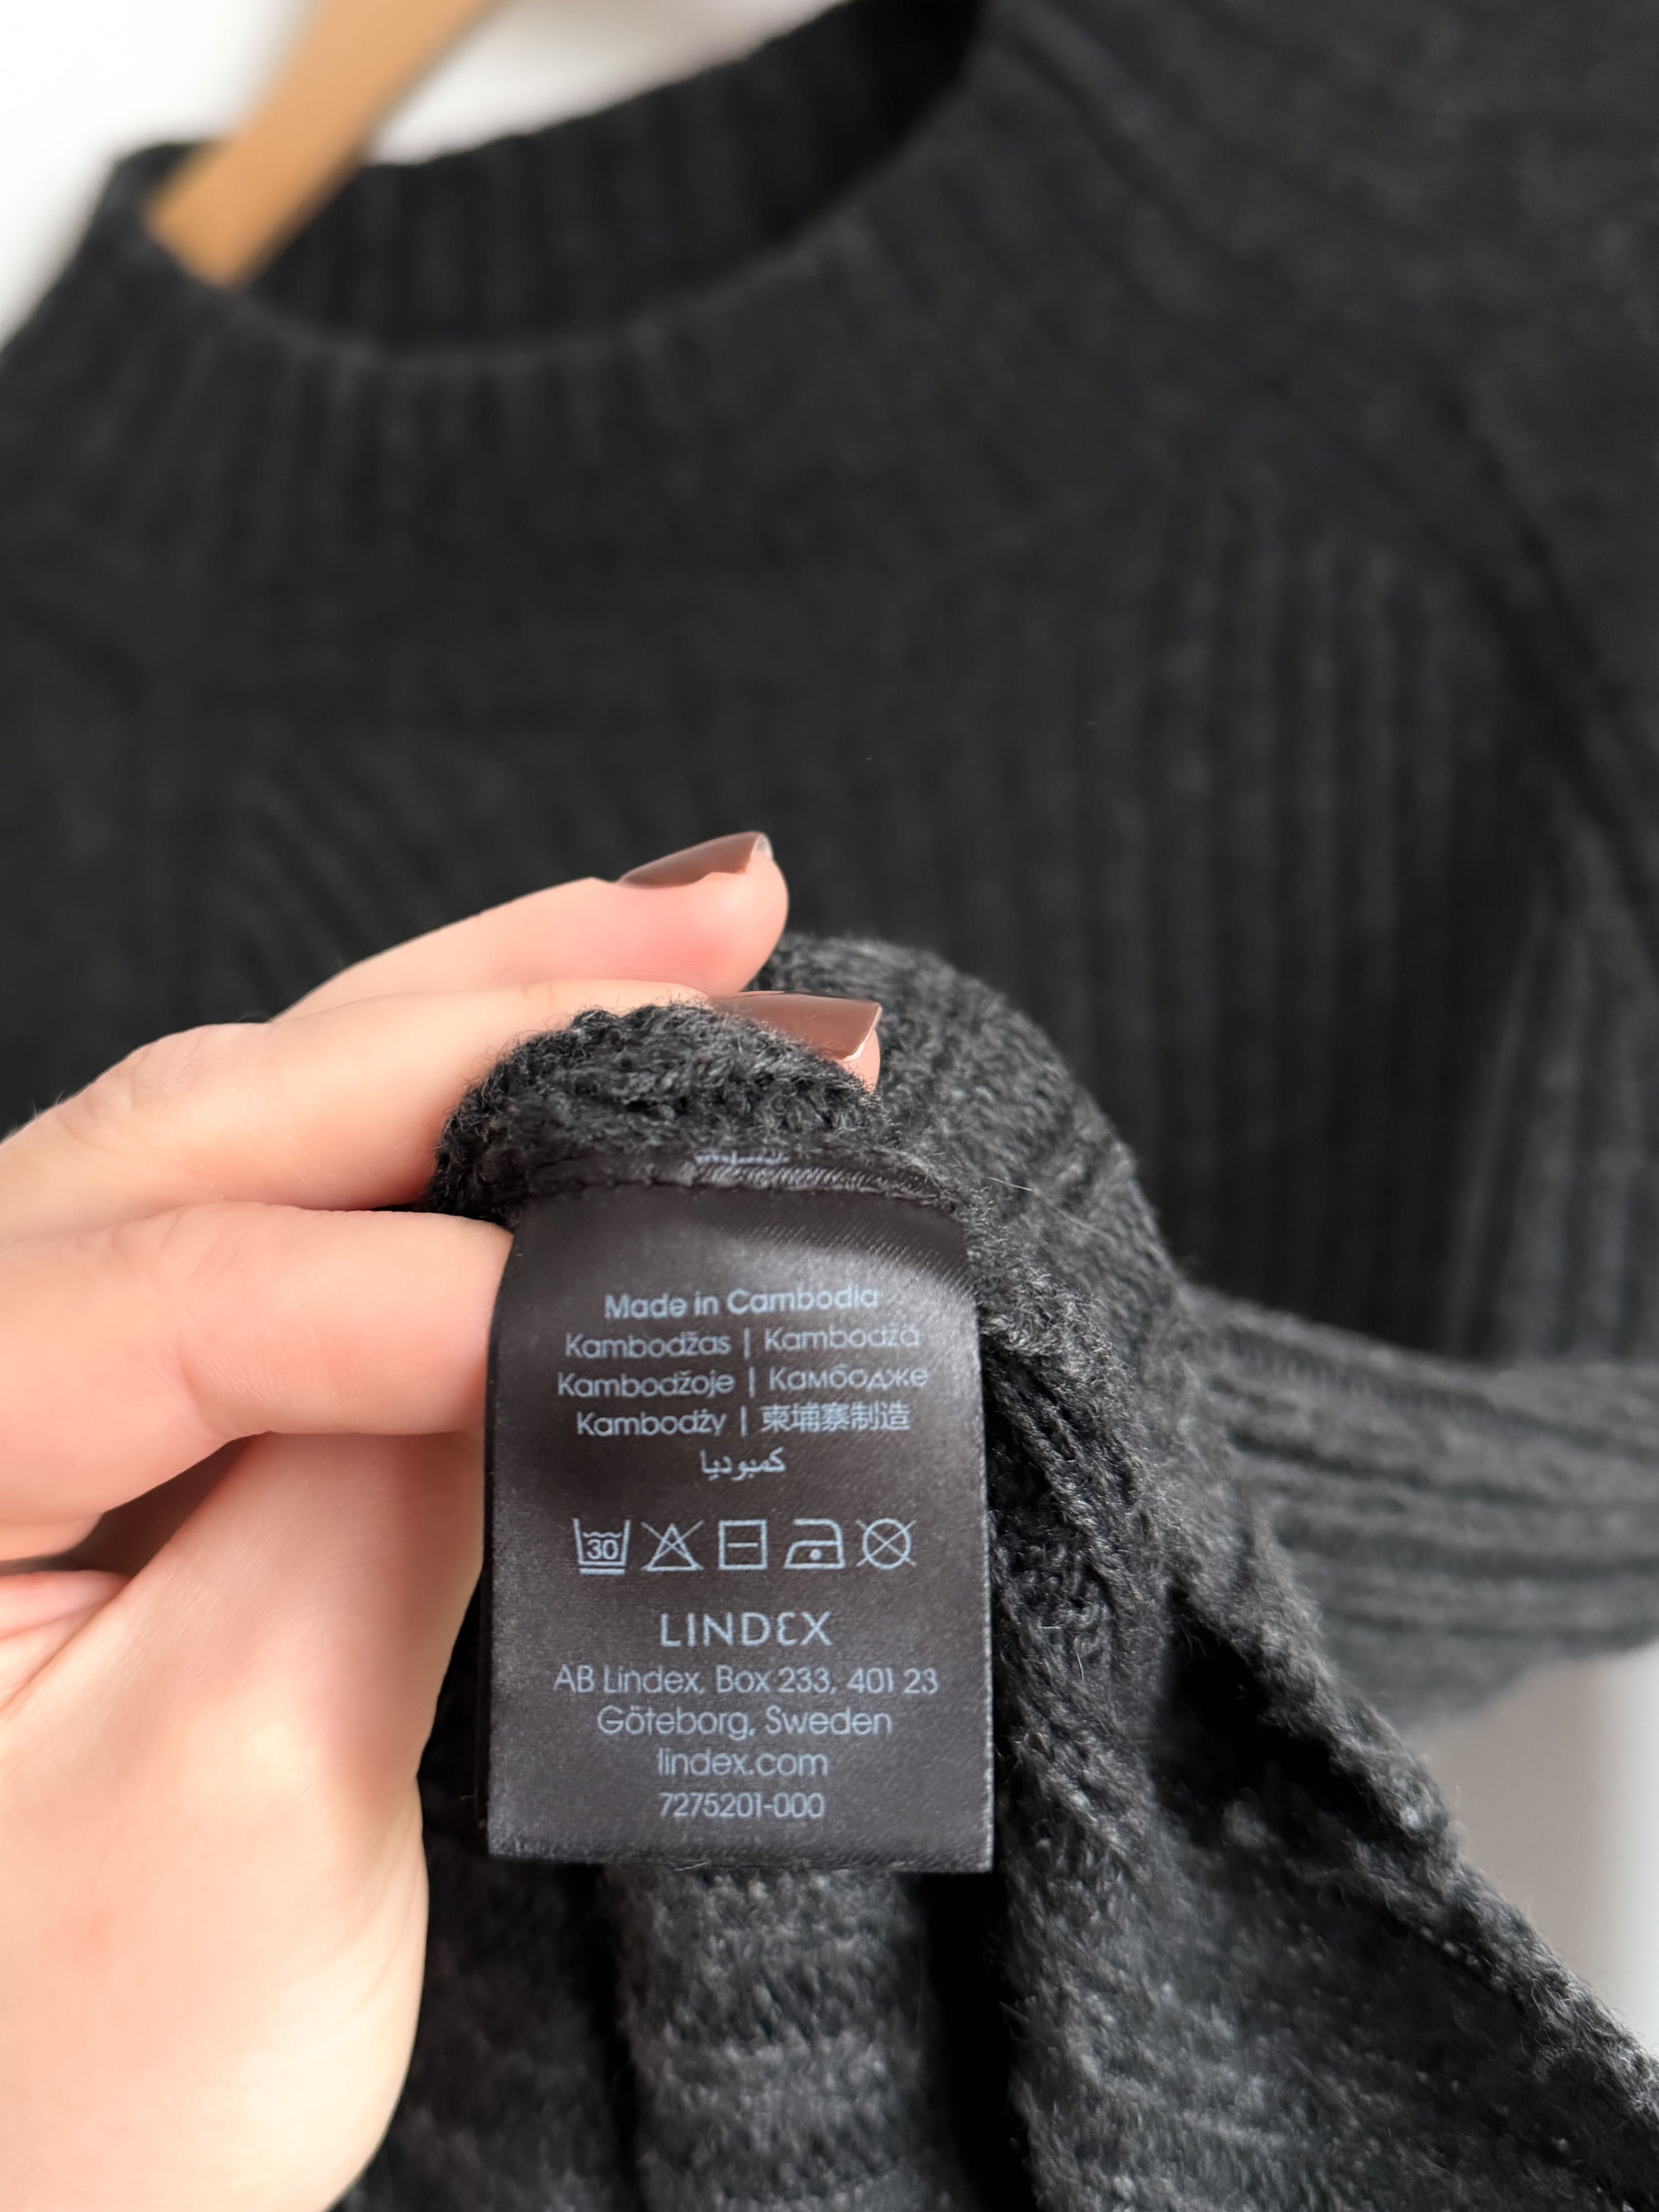 Made in Cambodia
Kambodžas | Kambodžā
Kambodžoje | Камбодже
Kambodży | 柬埔寨制造
كمبوديا
30
LINDEX
AB Lindex, Box 233, 401 23
Göteborg, Sweden
lindex.com
7275201-000